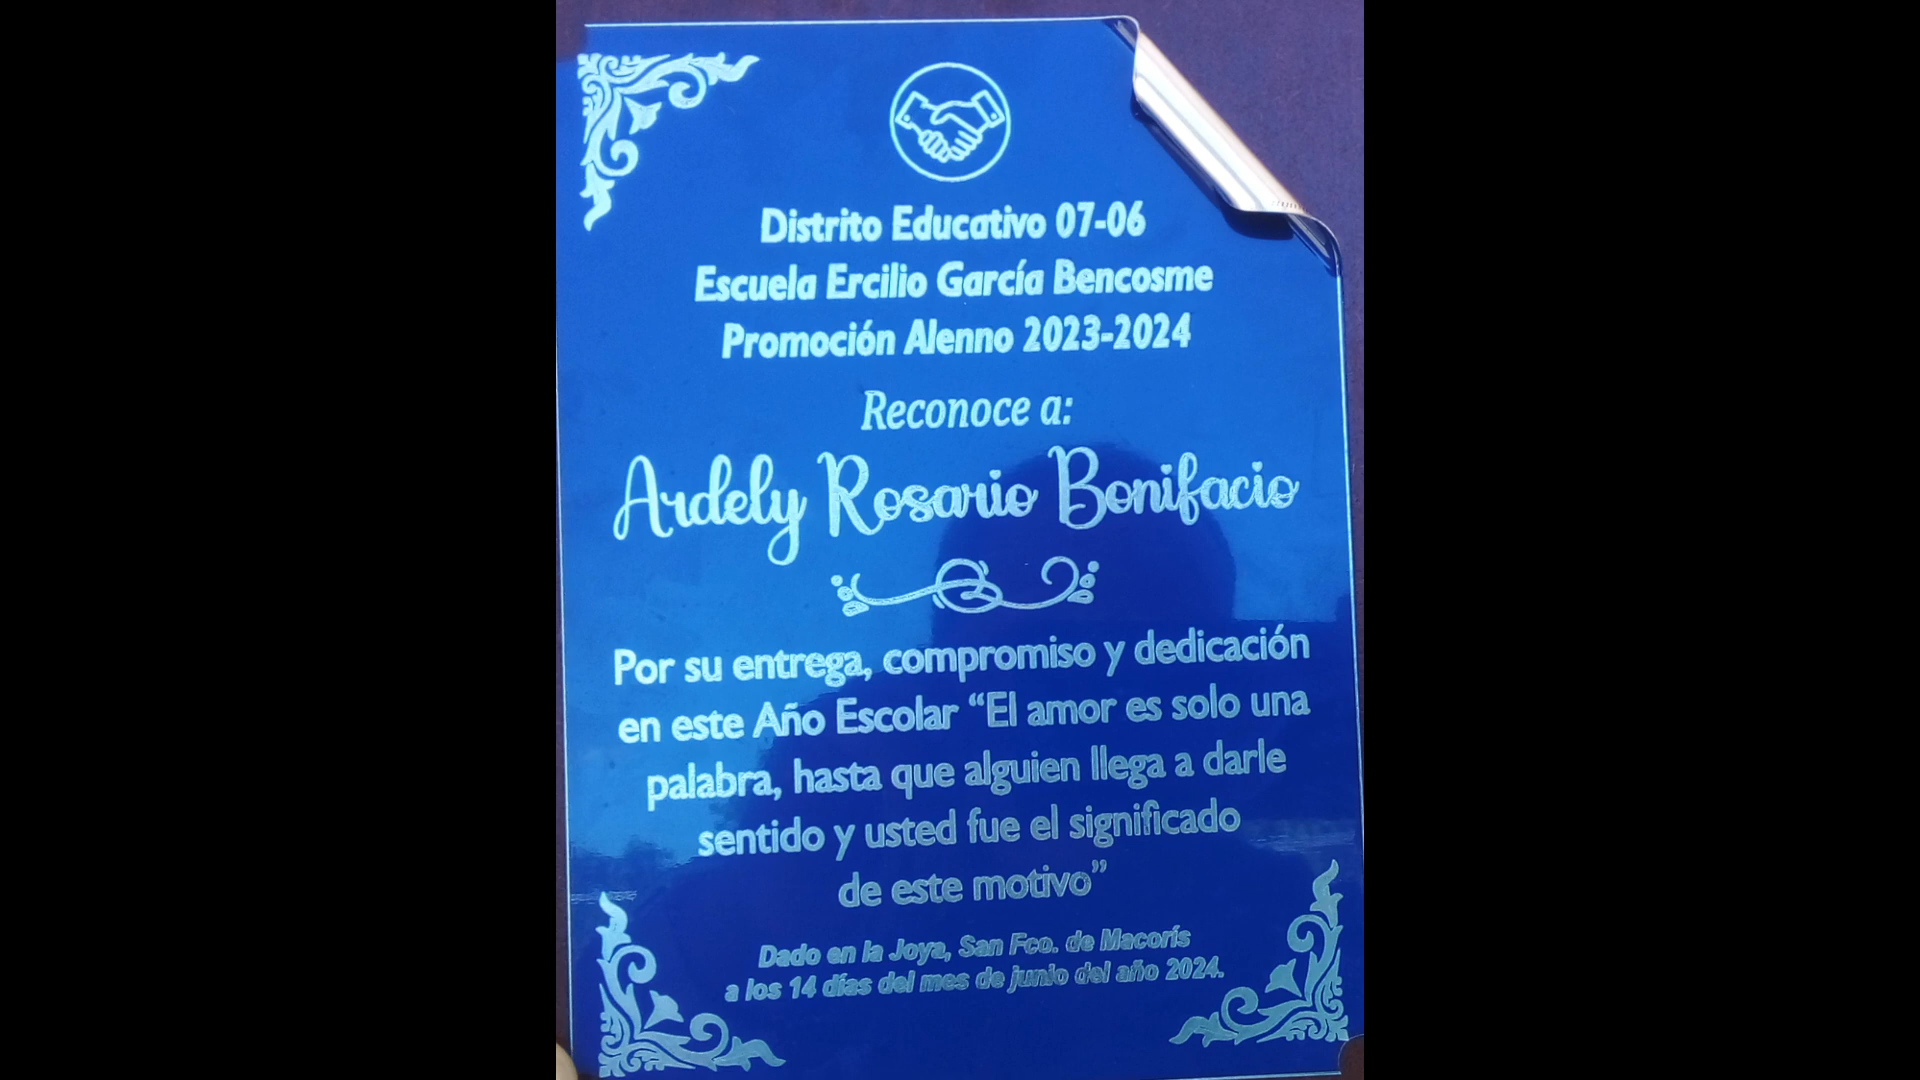 Distrito Educativo 07-06
Escuela Ercilio García Bencosme
Promoción Alenno 2023-2024
Reconoce a:
Ardely Rosario Bonifacio
Por su entrega, compromiso y dedicación
en este Año Escolar “El amor es solo una
palabra, hasta que alguien llega a darle
sentido y usted fue el significado
de este motivo”
Dado en la Joya, San Fco. de Macorís
a los 14 días del mes de junio del año 2024.